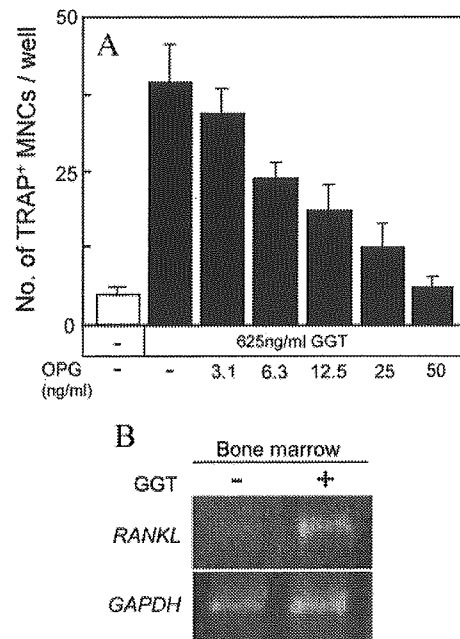 50
A
25
0
No. of TRAP+ MNCs / well
- 625ng/ml GGT
OPG (ng/ml) - - 3.1 6.3 12.5 25 50
B
Bone marrow
GGT - +
RANKL
GAPDH